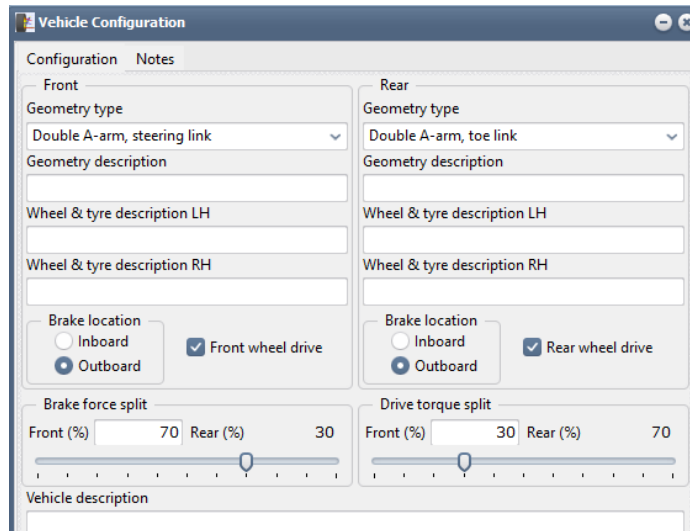 Vehicle Configuration
Configuration Notes
Front
Geometry type
Double A-arm, steering link
Geometry description
Wheel & tyre description LH
Wheel & tyre description RH
Brake location
Inboard
Outboard
Front wheel drive
Rear
Geometry type
Double A-arm, toe link
Geometry description
Wheel & tyre description LH
Wheel & tyre description RH
Brake location
Inboard
Outboard
Rear wheel drive
Brake force split
Front (%) 70 Rear (%) 30
Drive torque split
Front (%) 30 Rear (%) 70
Vehicle description